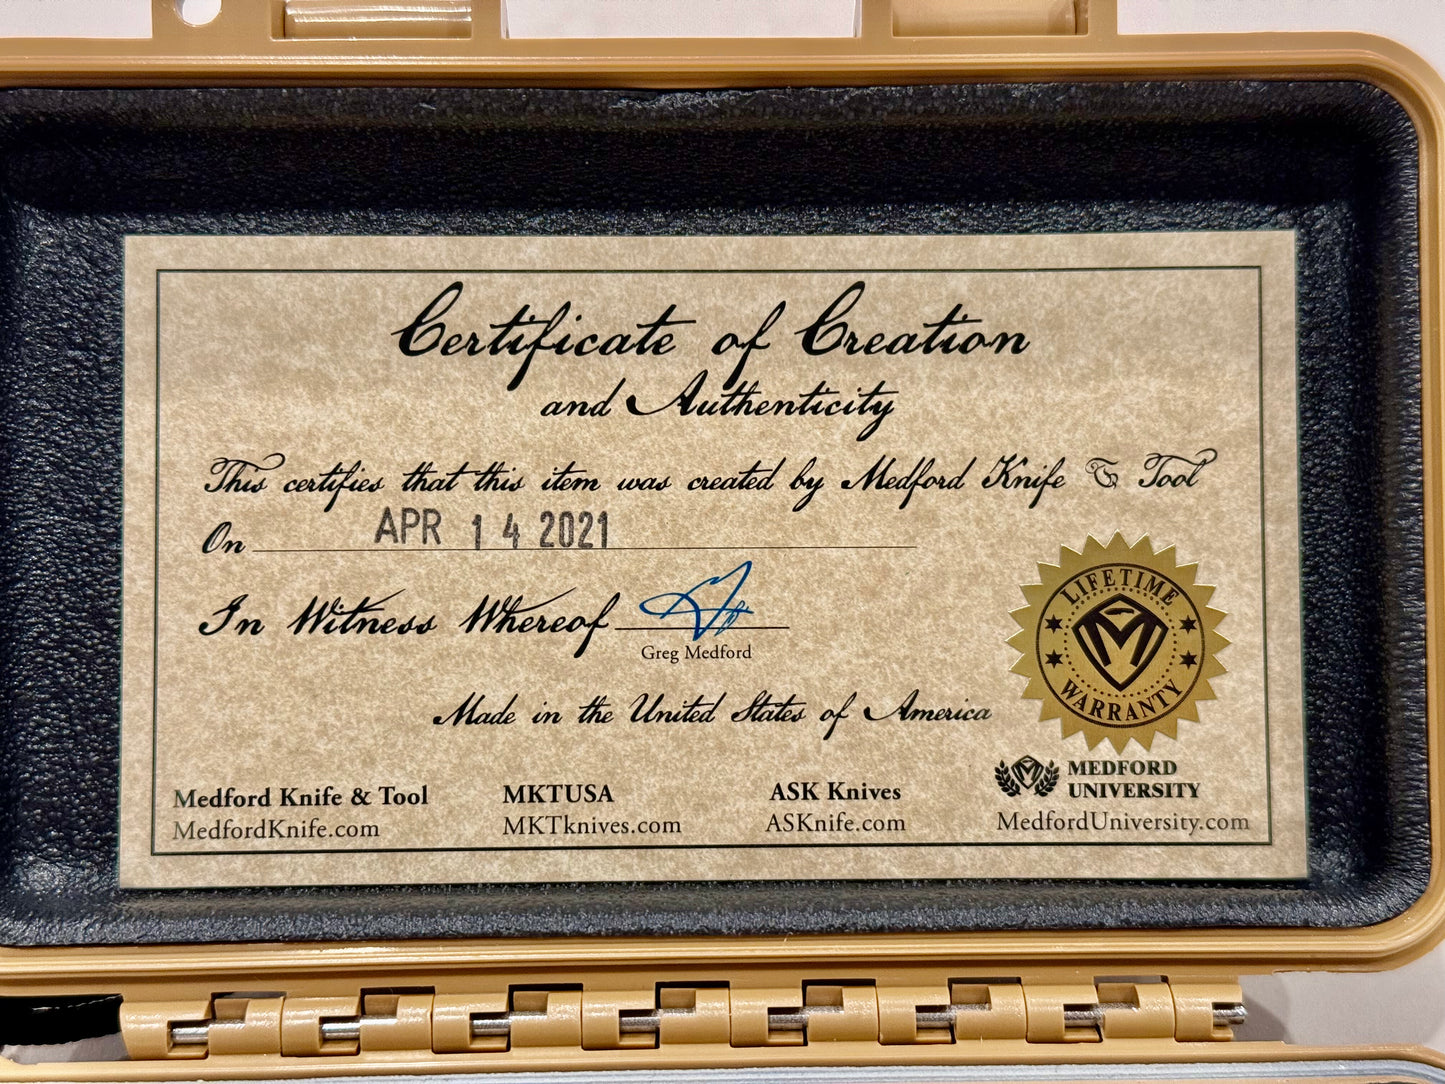 Certificate of Creation
and Authenticity
This certifies that this item was created by Medford Knife & Tool
On APR 14 2021
In Witness Whereof
Greg Medford
Made in the United States of America
LIFETIME
M
WARRANTY
Medford Knife & Tool
MedfordKnife.com
MKTUSA
MKTknives.com
ASK Knives
ASKnife.com
M MEDFORD
UNIVERSITY
MedfordUniversity.com